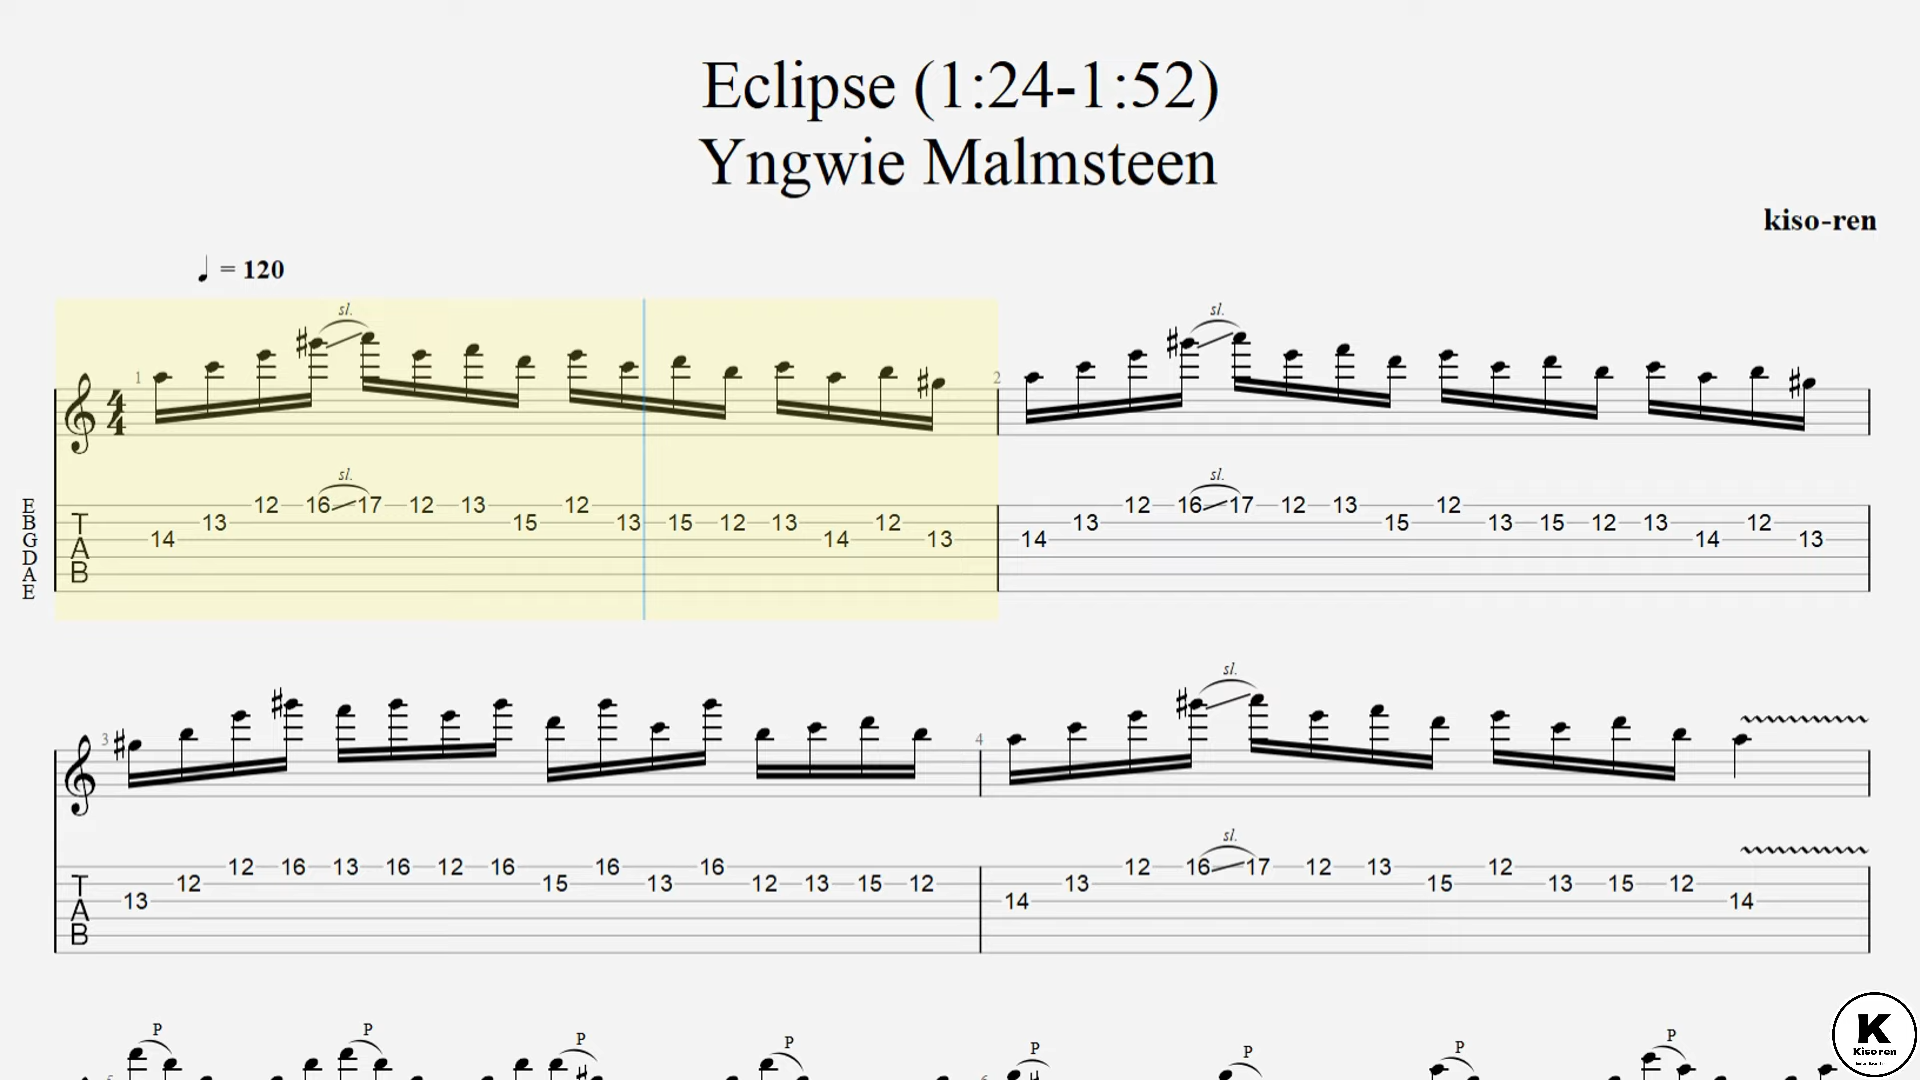 Eclipse (1:24-1:52)
Yngwie Malmsteen
kiso-ren
♩ = 120
sl. sl.
1 2
4
4
sl. sl.
E 12 16 17 12 13 12 12 16 17 12 13 12
B T 13 15 13 15 12 13 12 13 15 13 15 12 13 12
G 14 14 13 14 14 13
D A
A B
E
sl.
3 4
sl.
12 16 13 16 12 16 16 16 12 16 17 12 13 12
T 12 15 13 12 13 15 12 13 15 13 15 12
A 13 14 14
B
P P P P P P P P
K
Kiso ren